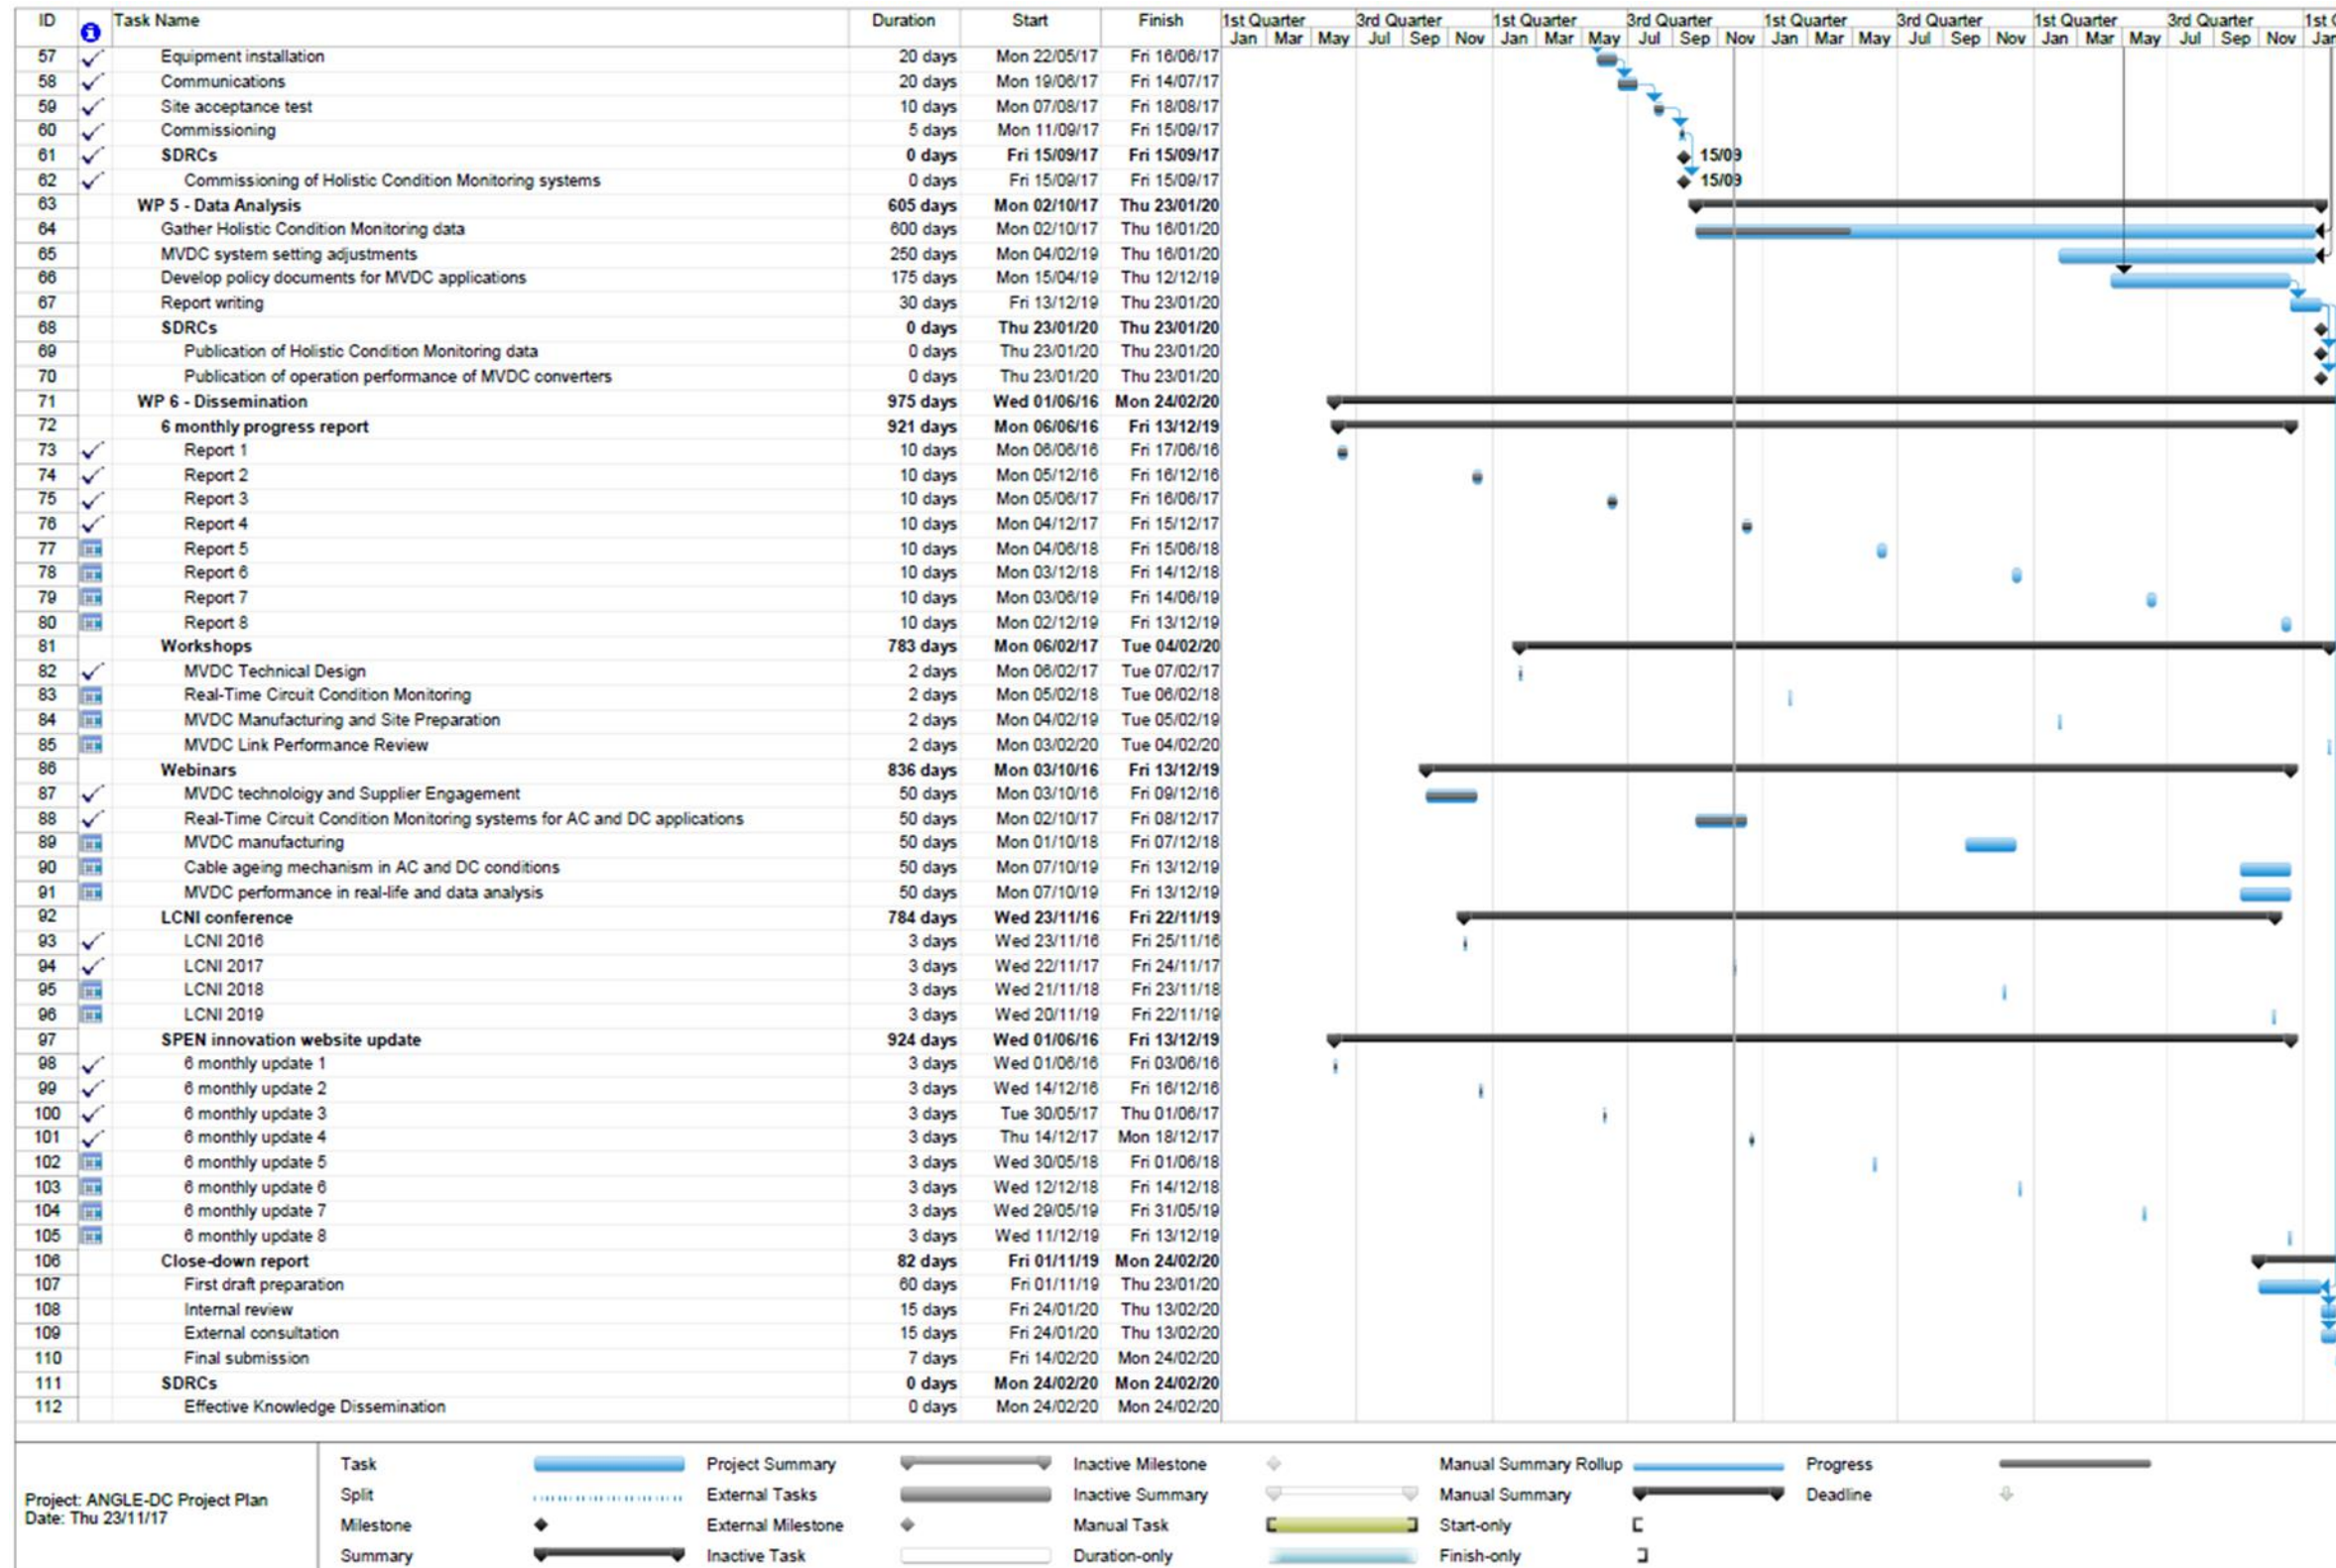 ID Task Name Duration Start Finish 1st Quarter 3rd Quarter 1st Quarter 3rd Quarter 1st Quarter 3rd Quarter 1st Quarter 3rd Quarter
Jan Mar May Jul Sep Nov Jan Mar May Jul Sep Nov Jan Mar May Jul Sep Nov Jan Mar May Jul Sep Nov Jan
57 Equipment installation 20 days Mon 22/05/17 Fri 16/06/17
58 Communications 20 days Mon 19/06/17 Fri 14/07/17
59 Site acceptance test 10 days Mon 07/08/17 Fri 18/08/17
60 Commissioning 5 days Mon 11/09/17 Fri 15/09/17
61 SDRCs 0 days Fri 15/09/17 Fri 15/09/17 15/09
62 Commissioning of Holistic Condition Monitoring systems 0 days Fri 15/09/17 Fri 15/09/17 15/09
63 WP 5 - Data Analysis 605 days Mon 02/10/17 Thu 23/01/20
64 Gather Holistic Condition Monitoring data 600 days Mon 02/10/17 Thu 16/01/20
65 MVDC system setting adjustments 250 days Mon 04/02/19 Thu 16/01/20
66 Develop policy documents for MVDC applications 175 days Mon 15/04/19 Thu 12/12/19
67 Report writing 30 days Fri 13/12/19 Thu 23/01/20
68 SDRCs 0 days Thu 23/01/20 Thu 23/01/20
69 Publication of Holistic Condition Monitoring data 0 days Thu 23/01/20 Thu 23/01/20
70 Publication of operation performance of MVDC converters 0 days Thu 23/01/20 Thu 23/01/20
71 WP 6 - Dissemination 975 days Wed 01/06/16 Mon 24/02/20
72 6 monthly progress report 921 days Mon 06/06/16 Fri 13/12/19
73 Report 1 10 days Mon 06/06/16 Fri 17/06/16
74 Report 2 10 days Mon 05/12/16 Fri 16/12/16
75 Report 3 10 days Mon 05/06/17 Fri 16/06/17
76 Report 4 10 days Mon 04/12/17 Fri 15/12/17
77 Report 5 10 days Mon 04/06/18 Fri 15/06/18
78 Report 6 10 days Mon 03/12/18 Fri 14/12/18
79 Report 7 10 days Mon 03/06/19 Fri 14/06/19
80 Report 8 10 days Mon 02/12/19 Fri 13/12/19
81 Workshops 783 days Mon 06/02/17 Tue 04/02/20
82 MVDC Technical Design 2 days Mon 06/02/17 Tue 07/02/17
83 Real-Time Circuit Condition Monitoring 2 days Mon 05/02/18 Tue 06/02/18
84 MVDC Manufacturing and Site Preparation 2 days Mon 04/02/19 Tue 05/02/19
85 MVDC Link Performance Review 2 days Mon 03/02/20 Tue 04/02/20
86 Webinars 836 days Mon 03/10/16 Fri 13/12/19
87 MVDC technoloigy and Supplier Engagement 50 days Mon 03/10/16 Fri 09/12/16
88 Real-Time Circuit Condition Monitoring systems for AC and DC applications 50 days Mon 02/10/17 Fri 08/12/17
89 MVDC manufacturing 50 days Mon 01/10/18 Fri 07/12/18
90 Cable ageing mechanism in AC and DC conditions 50 days Mon 07/10/19 Fri 13/12/19
91 MVDC performance in real-life and data analysis 50 days Mon 07/10/19 Fri 13/12/19
92 LCNI conference 784 days Wed 23/11/16 Fri 22/11/19
93 LCNI 2016 3 days Wed 23/11/16 Fri 25/11/16
94 LCNI 2017 3 days Wed 22/11/17 Fri 24/11/17
95 LCNI 2018 3 days Wed 21/11/18 Fri 23/11/18
96 LCNI 2019 3 days Wed 20/11/19 Fri 22/11/19
97 SPEN innovation website update 924 days Wed 01/06/16 Fri 13/12/19
98 6 monthly update 1 3 days Wed 01/06/16 Fri 03/06/16
99 6 monthly update 2 3 days Wed 14/12/16 Fri 16/12/16
100 6 monthly update 3 3 days Tue 30/05/17 Thu 01/06/17
101 6 monthly update 4 3 days Thu 14/12/17 Mon 18/12/17
102 6 monthly update 5 3 days Wed 30/05/18 Fri 01/06/18
103 6 monthly update 6 3 days Wed 12/12/18 Fri 14/12/18
104 6 monthly update 7 3 days Wed 29/05/19 Fri 31/05/19
105 6 monthly update 8 3 days Wed 11/12/19 Fri 13/12/19
106 Close-down report 82 days Fri 01/11/19 Mon 24/02/20
107 First draft preparation 60 days Fri 01/11/19 Thu 23/01/20
108 Internal review 15 days Fri 24/01/20 Thu 13/02/20
109 External consultation 15 days Fri 24/01/20 Thu 13/02/20
110 Final submission 7 days Fri 14/02/20 Mon 24/02/20
111 SDRCs 0 days Mon 24/02/20 Mon 24/02/20
112 Effective Knowledge Dissemination 0 days Mon 24/02/20 Mon 24/02/20
Project: ANGLE-DC Project Plan
Date: Thu 23/11/17
Task Project Summary Inactive Milestone Manual Summary Rollup Progress
Split External Tasks Inactive Summary Manual Summary Deadline
Milestone External Milestone Manual Task Start-only
Summary Inactive Task Duration-only Finish-only